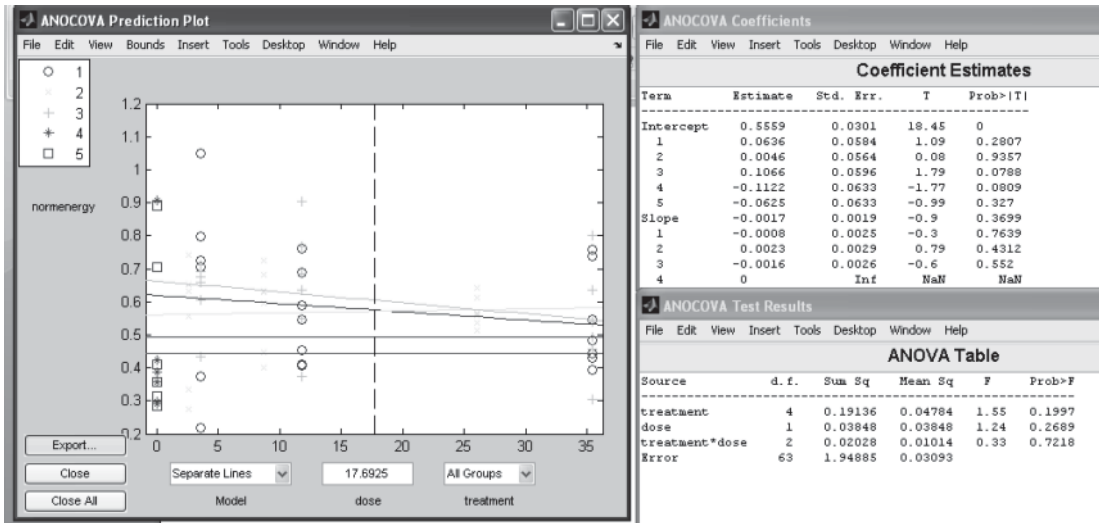 ANOCOVA Prediction Plot
File Edit View Bounds Insert Tools Desktop Window Help
1
2
3
4
5
normenergy
1.2
1.1
1
0.9
0.8
0.7
0.6
0.5
0.4
0.3
0.2
0 5 10 15 20 25 30 35
Export...
Close
Close All
Separate Lines 17.6925 All Groups
Model dose treatment
ANOCOVA Coefficients
File Edit View Insert Tools Desktop Window Help
Coefficient Estimates
Term Estimate Std. Err. T Prob>|T|
Intercept 0.5559 0.0301 18.45 0
1 0.0636 0.0584 1.09 0.2807
2 0.0046 0.0564 0.08 0.9357
3 0.1066 0.0596 1.79 0.0788
4 -0.1122 0.0633 -1.77 0.0809
5 -0.0625 0.0633 -0.99 0.327
Slope -0.0017 0.0019 -0.9 0.3699
1 -0.0008 0.0025 -0.3 0.7639
2 0.0023 0.0029 0.79 0.4312
3 -0.0016 0.0026 -0.6 0.552
4 0 Inf NaN NaN
ANOCOVA Test Results
File Edit View Insert Tools Desktop Window Help
ANOVA Table
Source d.f. Sum Sq Mean Sq F Prob>F
treatment 4 0.19136 0.04784 1.55 0.1997
dose 1 0.03848 0.03848 1.24 0.2689
treatment*dose 2 0.02028 0.01014 0.33 0.7218
Error 63 1.94885 0.03093